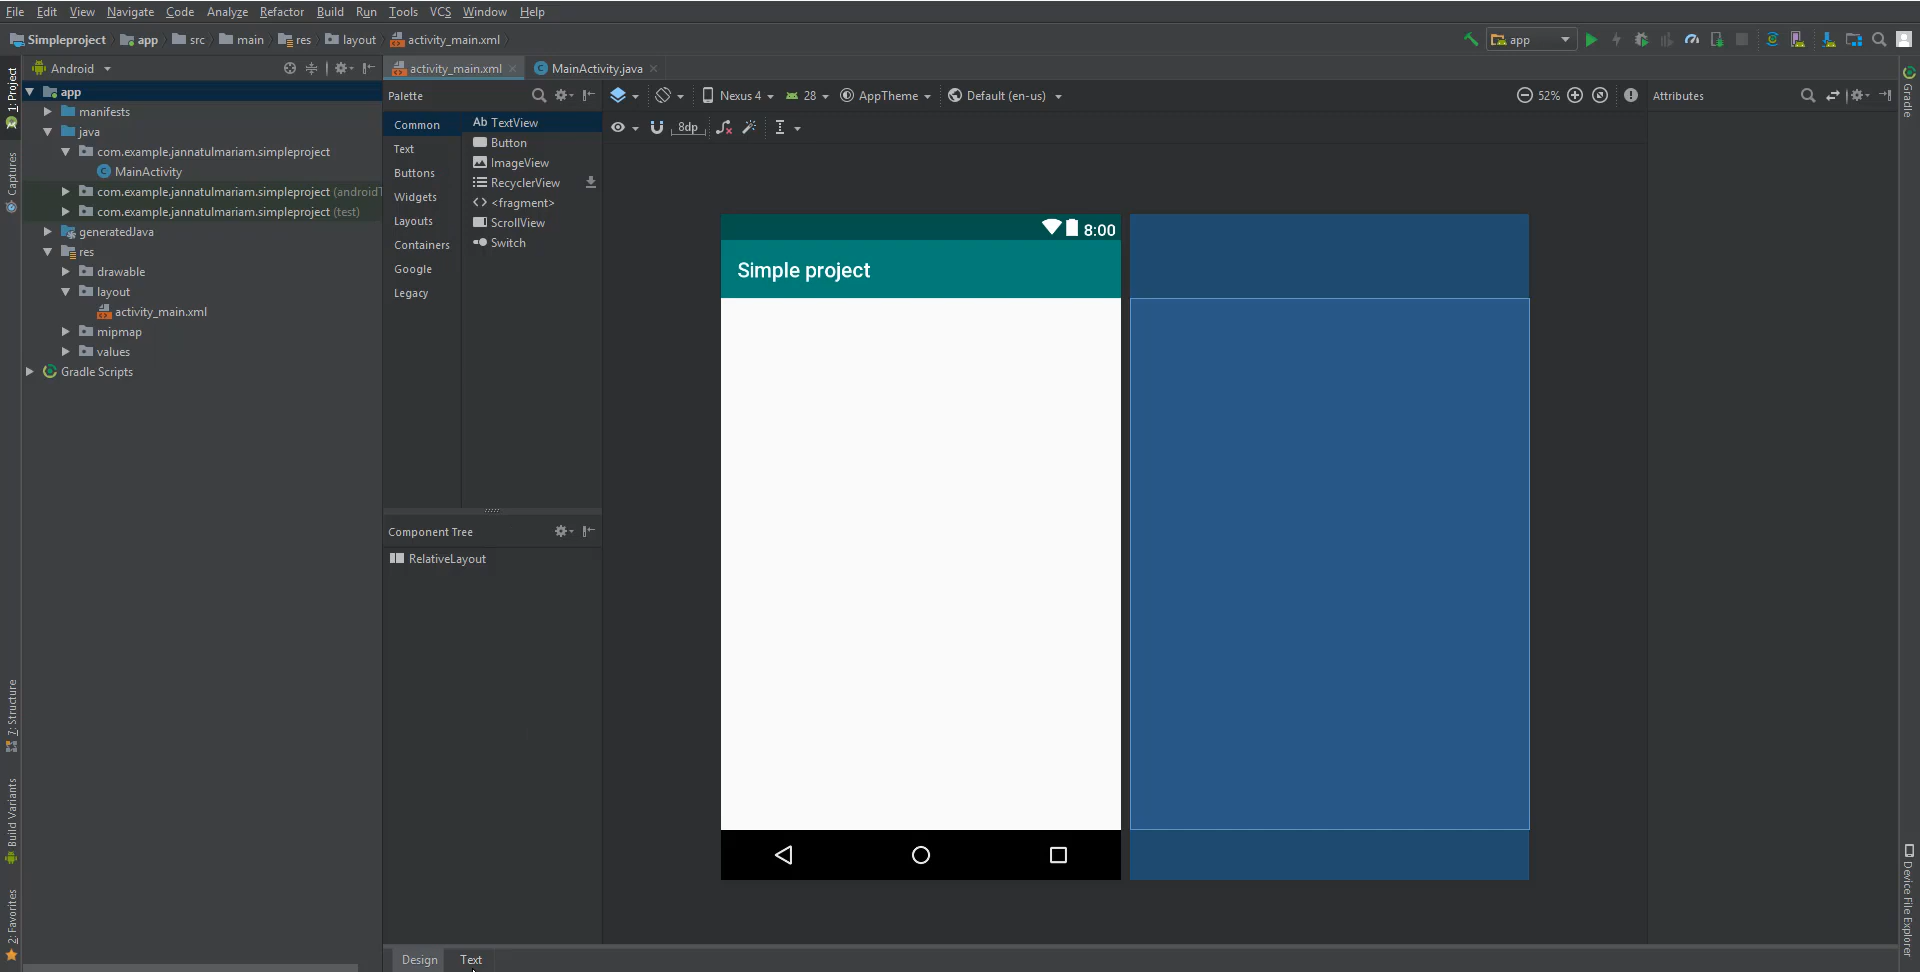 File Edit View Navigate Code Analyze Refactor Build Run Tools VCS Window Help
Simpleproject app src main res layout activity_main.xml
app
1: Project
Captures
7: Structure
Build Variants
2: Favorites
Android
app
manifests
java
com.example.jannatulmariam.simpleproject
MainActivity
com.example.jannatulmariam.simpleproject (androidT
com.example.jannatulmariam.simpleproject (test)
generatedJava
res
drawable
layout
activity_main.xml
mipmap
values
Gradle Scripts
activity_main.xml MainActivity.java
Palette
Common
Text
Buttons
Widgets
Layouts
Containers
Google
Legacy
Ab TextView
Button
ImageView
RecyclerView
<fragment>
ScrollView
Switch
Component Tree
RelativeLayout
Nexus 4 28 AppTheme Default (en-us) 52%
8dp
8:00
Simple project
Attributes
Gradle
Device File Explorer
Design Text